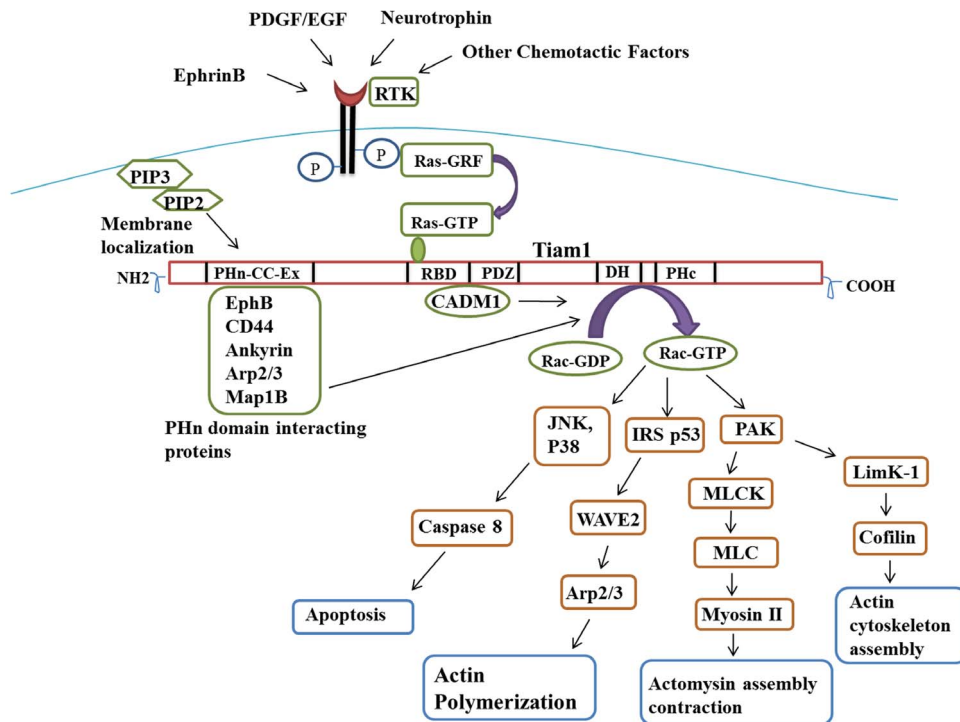 PDGF/EGF
Neurotrophin
Other Chemotactic Factors
EphrinB
RTK
P
P
Ras-GRF
PIP3
PIP2
Ras-GTP
Membrane
localization
Tiam1
NH2
PHn-CC-Ex
RBD
PDZ
DH
PHc
COOH
EphB
CD44
Ankyrin
Arp2/3
Map1B
CADM1
Rac-GDP
Rac-GTP
PHn domain interacting
proteins
JNK,
P38
IRS p53
PAK
LimK-1
MLCK
Caspase 8
WAVE2
Cofilin
MLC
Arp2/3
Apoptosis
Myosin II
Actin
cytoskeleton
assembly
Actin
Polymerization
Actomysin assembly
contraction